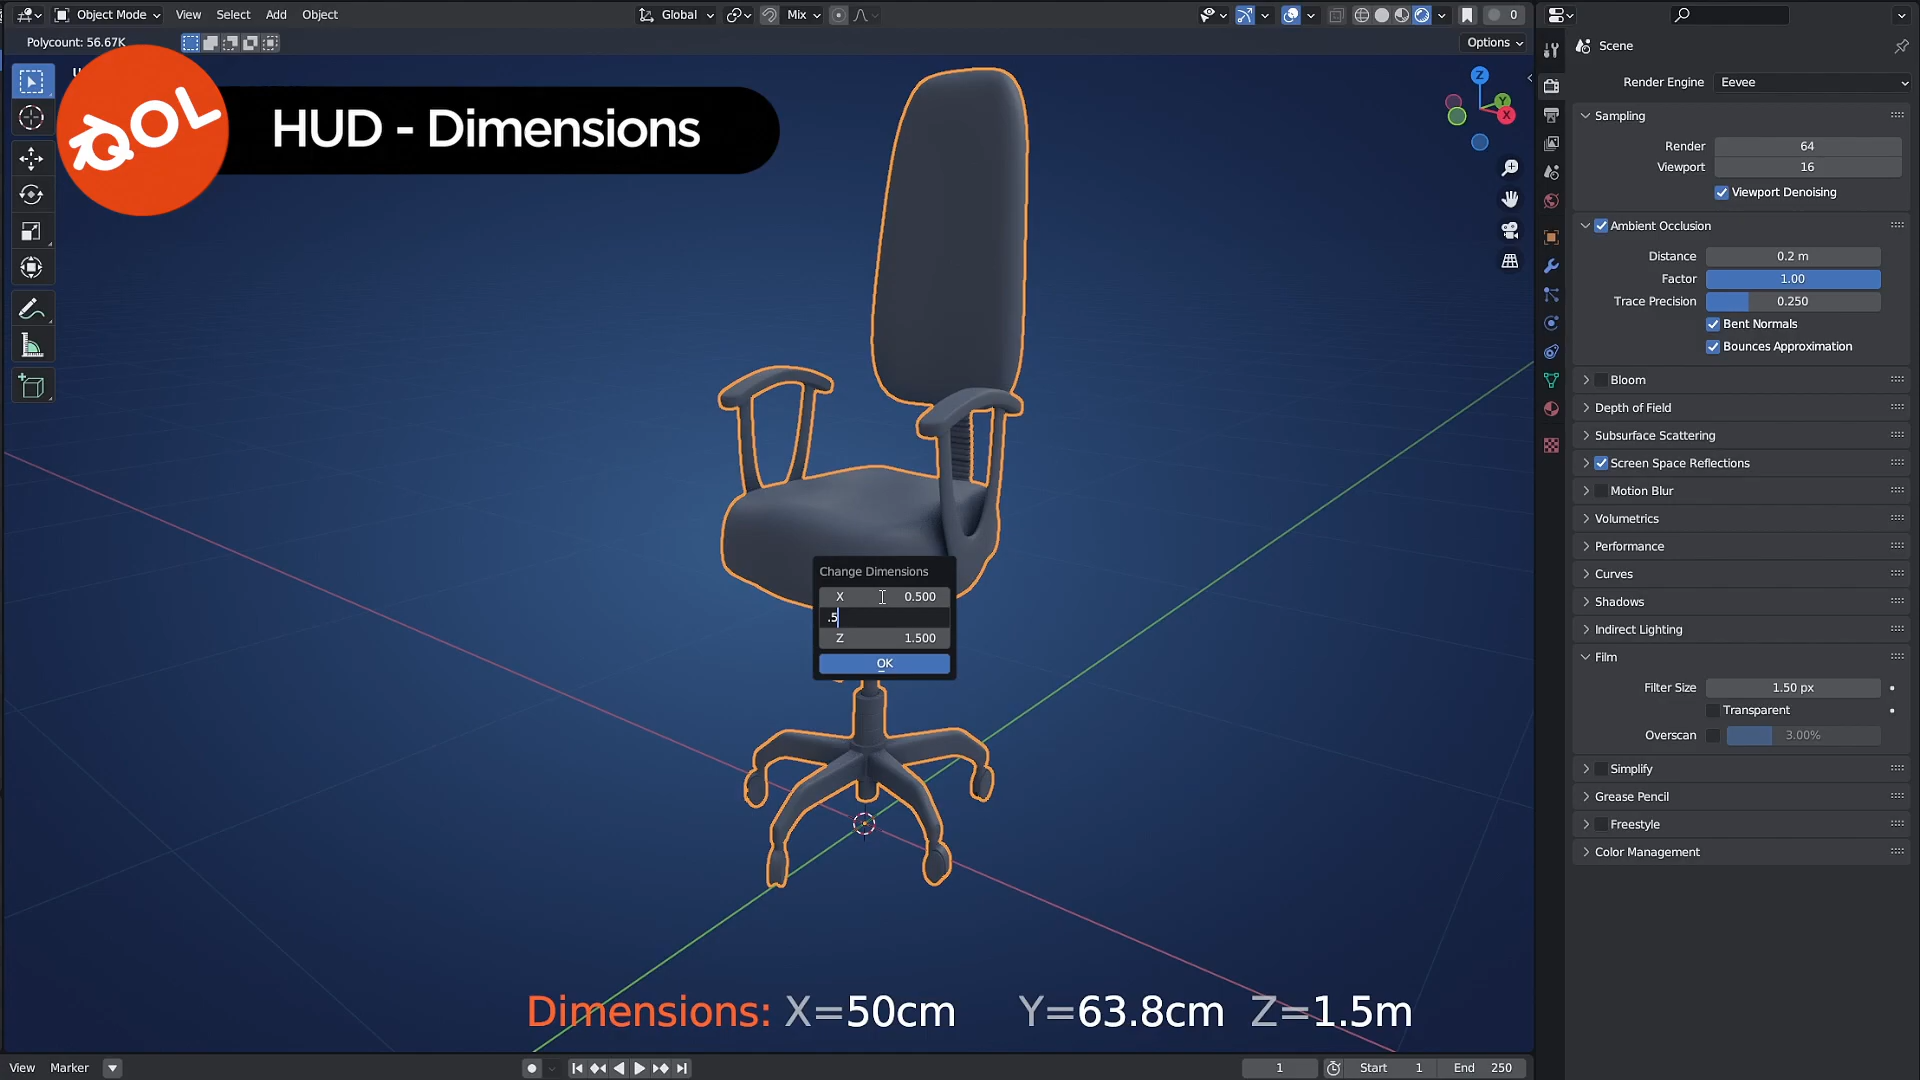 Object Mode View Select Add Object Global Mix 0
Polycount: 56.67K Options
QOL HUD - Dimensions
Z
Y
X
Change Dimensions
X 0.500
.5
Z 1.500
OK
Dimensions: X=50cm Y=63.8cm Z=1.5m
View Marker 1 Start 1 End 250
Scene
Render Engine Eevee
Sampling
Render 64
Viewport 16
Viewport Denoising
Ambient Occlusion
Distance 0.2 m
Factor 1.00
Trace Precision 0.250
Bent Normals
Bounces Approximation
Bloom
Depth of Field
Subsurface Scattering
Screen Space Reflections
Motion Blur
Volumetrics
Performance
Curves
Shadows
Indirect Lighting
Film
Filter Size 1.50 px
Transparent
Overscan 3.00%
Simplify
Grease Pencil
Freestyle
Color Management